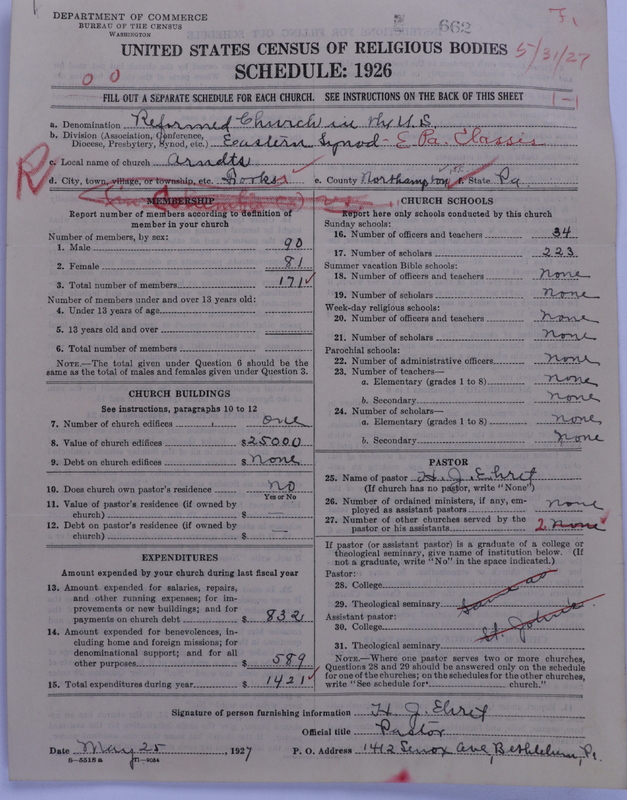 DEPARTMENT OF COMMERCE
BUREAU OF THE CENSUS
WASHINGTON
662
5/31/27
UNITED STATES CENSUS OF RELIGIOUS BODIES
SCHEDULE: 1926
0 0
FILL OUT A SEPARATE SCHEDULE FOR EACH CHURCH. SEE INSTRUCTIONS ON THE BACK OF THIS SHEET
1-1
a. Denomination Reformed Church in the U.S.
b. Division (Association, Conference, Diocese, Presbytery, Synod, etc.) Eastern Synod - E Pa. Classis
R
c. Local name of church Arndts
d. City, town, village, or township, etc. Forks e. County Northampton f. State Pa
MEMBERSHIP
Report number of members according to definition of
member in your church
Number of members, by sex:
1. Male 90
2. Female 81
3. Total number of members 171
Number of members under and over 13 years old:
4. Under 13 years of age
5. 13 years old and over
6. Total number of members
NOTE.—The total given under Question 6 should be the
same as the total of males and females given under Question 3.
CHURCH BUILDINGS
See instructions, paragraphs 10 to 12
7. Number of church edifices one
8. Value of church edifices $25000
9. Debt on church edifices $ None
10. Does church own pastor's residence No
Yes or No
11. Value of pastor's residence (if owned by
church) $ —
12. Debt on pastor's residence (if owned by
church) $ —
EXPENDITURES
Amount expended by your church during last fiscal year
13. Amount expended for salaries, repairs,
and other running expenses; for im-
provements or new buildings; and for
payments on church debt $ 832
14. Amount expended for benevolences, in-
cluding home and foreign missions; for
denominational support; and for all
other purposes $ 589
15. Total expenditures during year $ 1421
CHURCH SCHOOLS
Report here only schools conducted by this church
Sunday schools:
16. Number of officers and teachers 34
17. Number of scholars 223
Summer vacation Bible schools:
18. Number of officers and teachers None
19. Number of scholars None
Week-day religious schools:
20. Number of officers and teachers None
21. Number of scholars None
Parochial schools:
22. Number of administrative officers None
23. Number of teachers—
a. Elementary (grades 1 to 8) None
b. Secondary None
24. Number of scholars—
a. Elementary (grades 1 to 8) None
b. Secondary None
PASTOR
25. Name of pastor H. J. Ehret
(If church has no pastor, write "None")
26. Number of ordained ministers, if any, em-
ployed as assistant pastors None
27. Number of other churches served by the
pastor or his assistants 2 None
If pastor (or assistant pastor) is a graduate of a college or
theological seminary, give name of institution below. (If
not a graduate, write "No" in the space indicated.)
Pastor:
28. College
29. Theological seminary Same as
Assistant pastor:
30. College St. John's
31. Theological seminary
NOTE.—Where one pastor serves two or more churches,
Questions 28 and 29 should be answered only on the schedule
for one of the churches; on the schedules for the other churches,
write "See schedule for church."
Signature of person furnishing information H J Ehret
Official title Pastor
Date May 25, 1927 P. O. Address 1412 Lenox Ave, Bethlehem, Pa.
8—5515 a